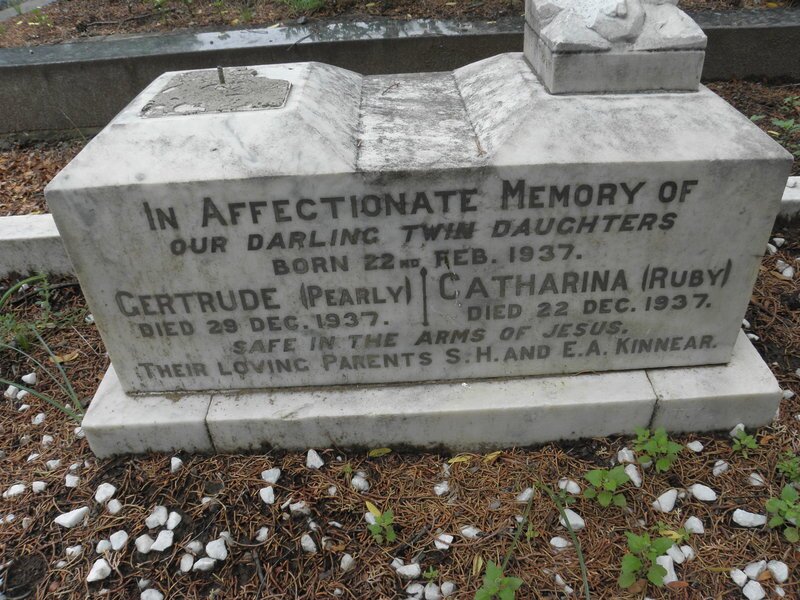 In Affectionate Memory of
OUR DARLING TWIN DAUGHTERS
BORN 22ND FEB. 1937.
GERTRUDE (PEARLY)
DIED 29 DEC. 1937.
CATHARINA (RUBY)
DIED 22 DEC. 1937.
SAFE IN THE ARMS OF JESUS.
THEIR LOVING PARENTS S.H. AND E.A. KINNEAR.